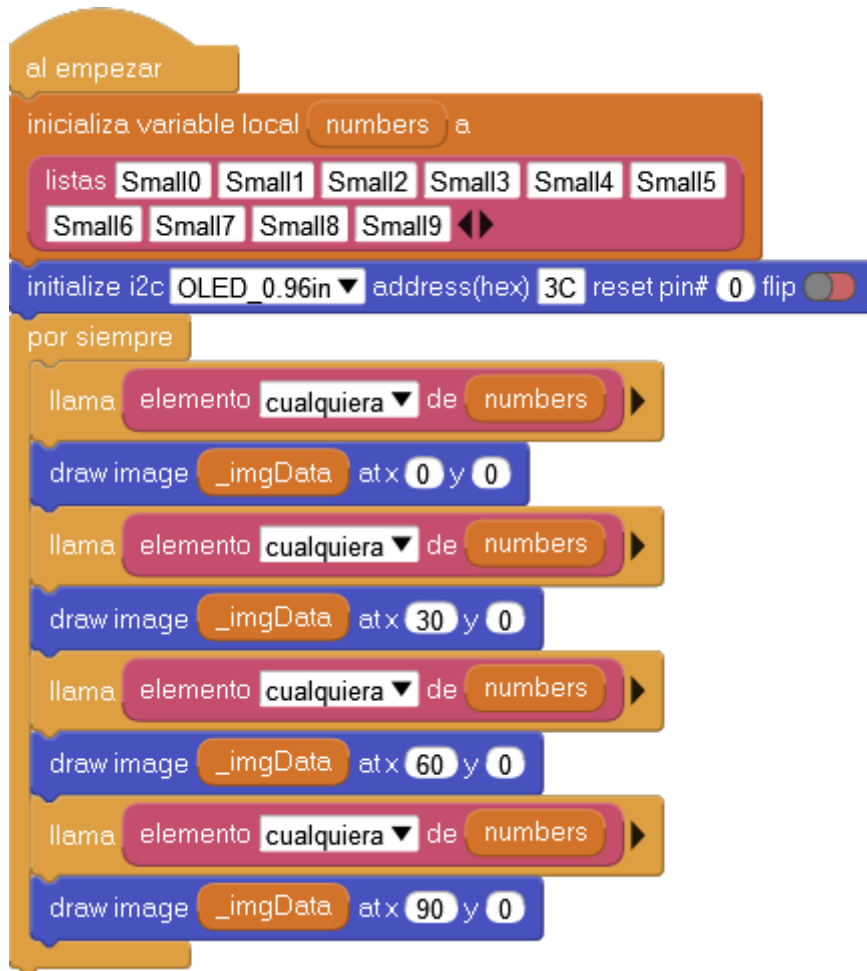 al empezar
inicializa variable local numbers a
listas Small0 Small1 Small2 Small3 Small4 Small5
Small6 Small7 Small8 Small9
initialize i2c OLED_0.96in address(hex) 3C reset pin# 0 flip
por siempre
llama elemento cualquiera de numbers
draw image _imgData at x 0 y 0
llama elemento cualquiera de numbers
draw image _imgData at x 30 y 0
llama elemento cualquiera de numbers
draw image _imgData at x 60 y 0
llama elemento cualquiera de numbers
draw image _imgData at x 90 y 0